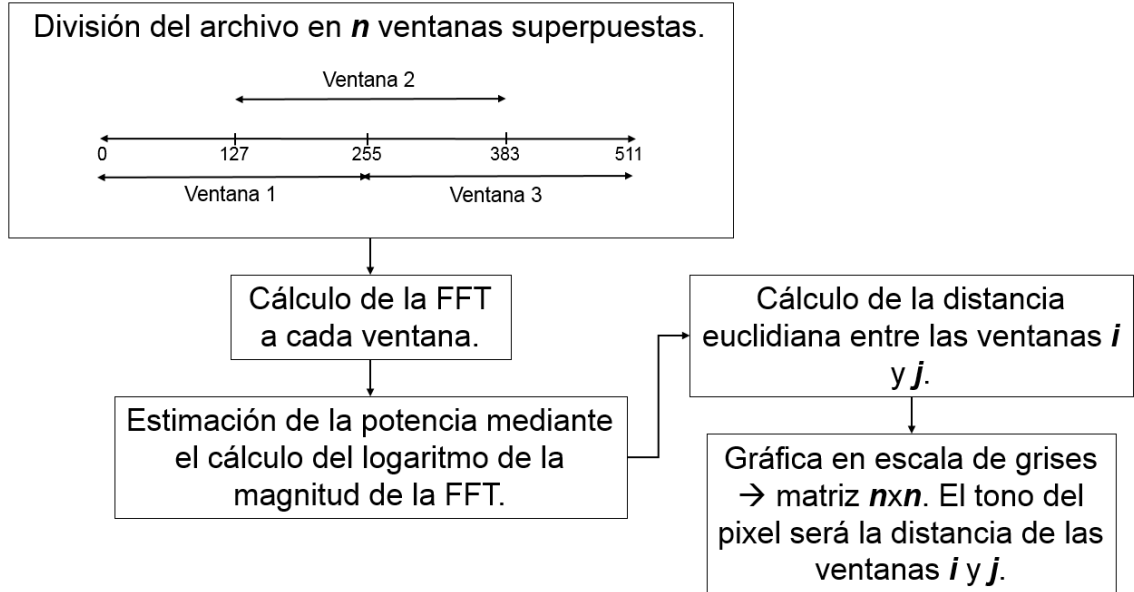 División del archivo en n ventanas superpuestas.
Ventana 2
0 127 255 383 511
Ventana 1 Ventana 3
Cálculo de la FFT
a cada ventana.
Estimación de la potencia mediante
el cálculo del logaritmo de la
magnitud de la FFT.
Cálculo de la distancia
euclidiana entre las ventanas i
y j.
Gráfica en escala de grises
→ matriz nxn. El tono del
pixel será la distancia de las
ventanas i y j.